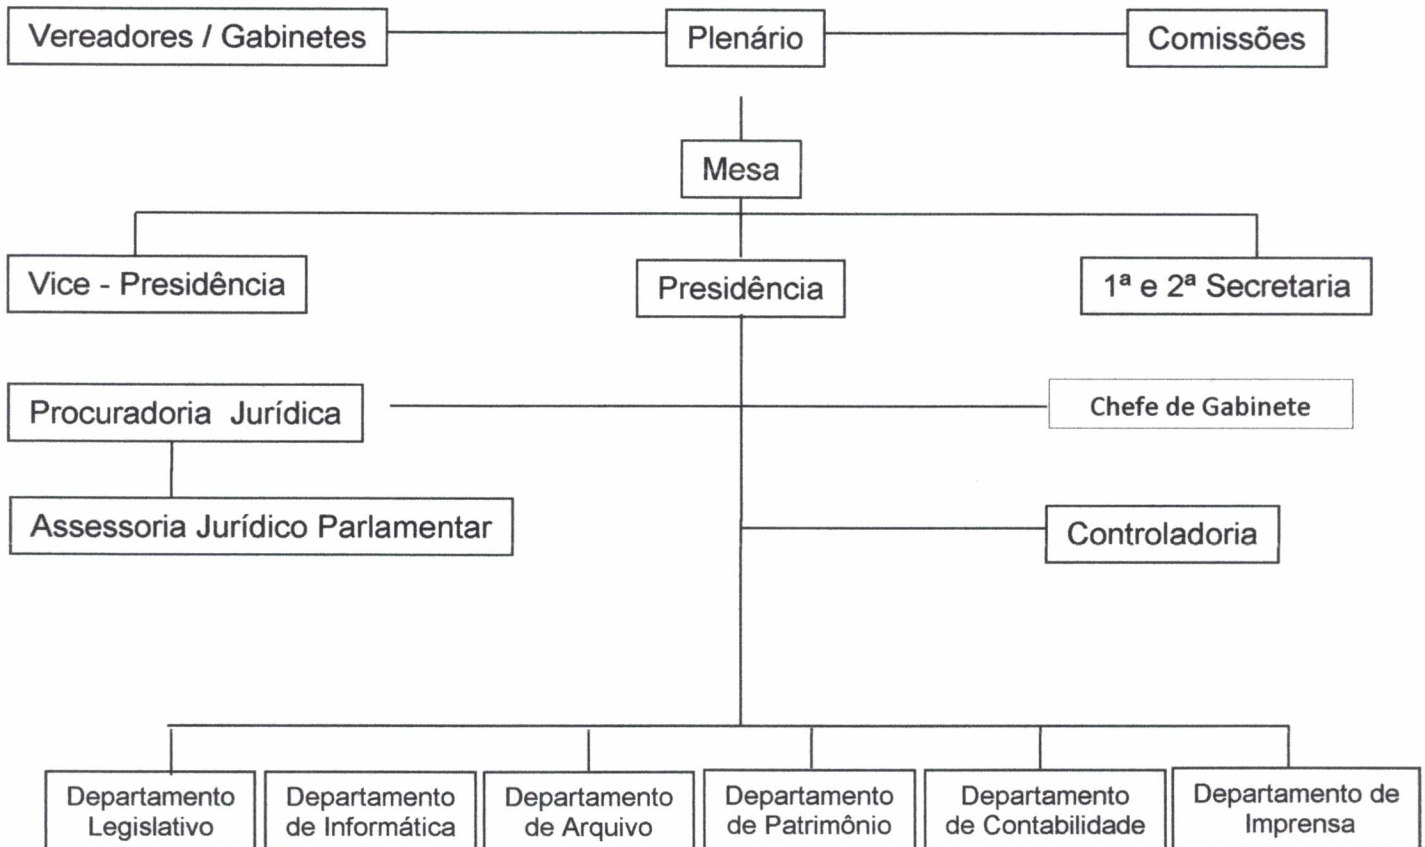 Vereadores / Gabinetes
Plenário
Comissões
Mesa
Vice - Presidência
Presidência
1ª e 2ª Secretaria
Procuradoria Jurídica
Chefe de Gabinete
Assessoria Jurídico Parlamentar
Controladoria
Departamento
Legislativo
Departamento
de Informática
Departamento
de Arquivo
Departamento
de Patrimônio
Departamento
de Contabilidade
Departamento de
Imprensa